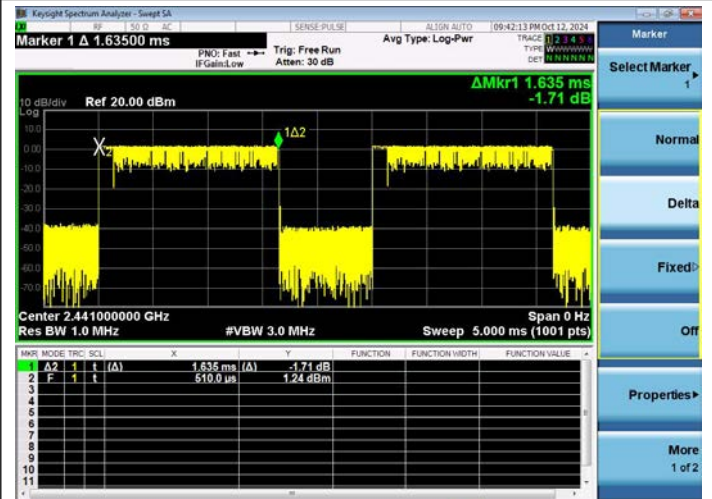 Keysight Spectrum Analyzer - Swept SA
RF 50 Ω AC SENSE:PULSE ALIGN AUTO 09:42:13 PM Oct 12, 2024
Marker 1 Δ 1.63500 ms
PNO: Fast
IFGain:Low
Trig: Free Run
Atten: 30 dB
Avg Type: Log-Pwr
TRACE 1 2 3 4 5 6
TYPE
DET N N N N N N
ΔMkr1 1.635 ms
-1.71 dB
10 dB/div Ref 20.00 dBm
Log
10.0
0.00
-10.0
-20.0
-30.0
-40.0
-50.0
-60.0
-70.0
2
1Δ2
Center 2.441000000 GHz
Span 0 Hz
Res BW 1.0 MHz
#VBW 3.0 MHz
Sweep 5.000 ms (1001 pts)
MKR MODE TRC SCL X Y FUNCTION FUNCTION WIDTH FUNCTION VALUE
1 Δ2 1 t (Δ) 1.635 ms (Δ) -1.71 dB
2 F 1 t 510.0 µs 1.24 dBm
3
4
5
6
7
8
9
10
11
Marker
Select Marker
1
Normal
Delta
Fixed
Off
Properties
More
1 of 2